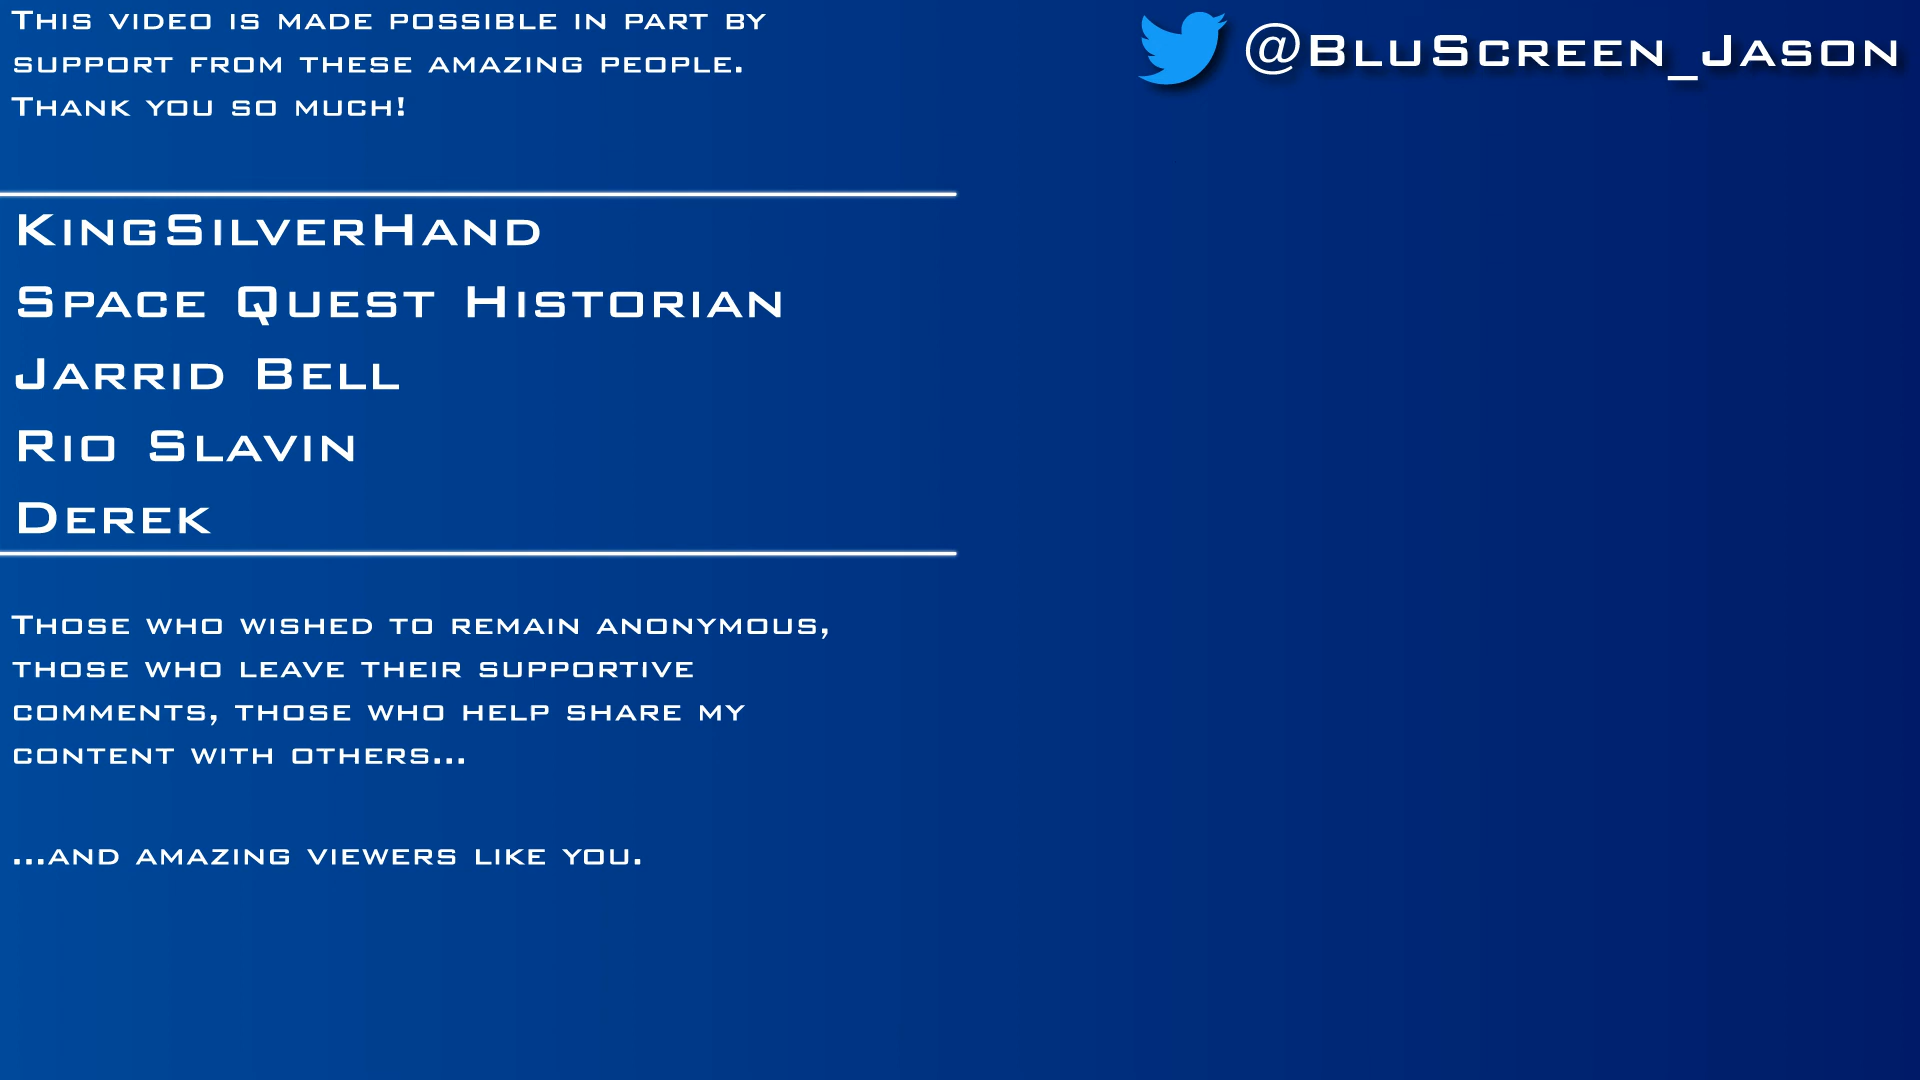 This video is made possible in part by
support from these amazing people.
Thank you so much!
@BluScreen_Jason
KingSilverHand
Space Quest Historian
Jarrid Bell
Rio Slavin
Derek
Those who wished to remain anonymous,
those who leave their supportive
comments, those who help share my
content with others...
...and amazing viewers like you.